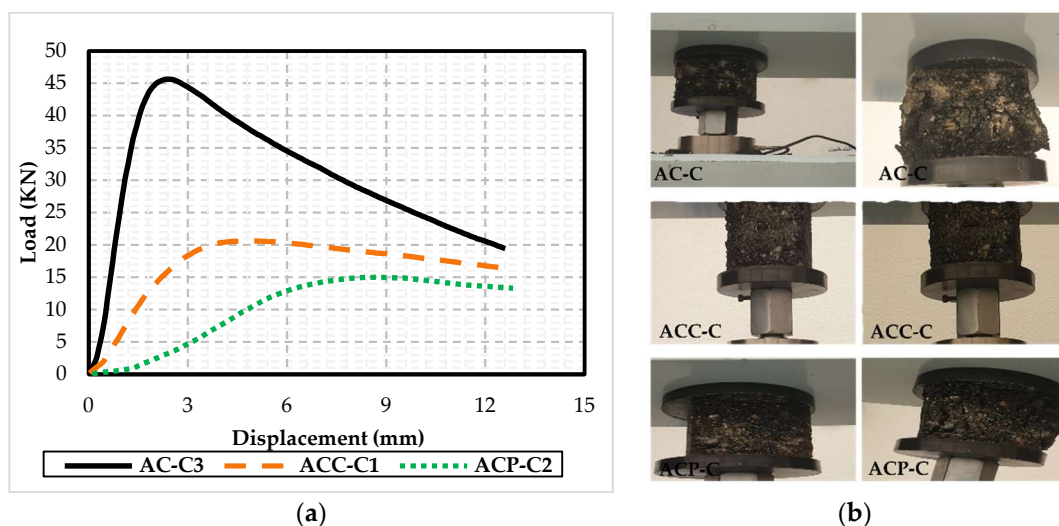 50
45
40
35
30
25
20
15
10
5
0
Load (KN)
0 3 6 9 12 15
Displacement (mm)
AC-C3 ACC-C1 ACP-C2
(a)
AC-C AC-C
ACC-C ACC-C
ACP-C ACP-C
(b)